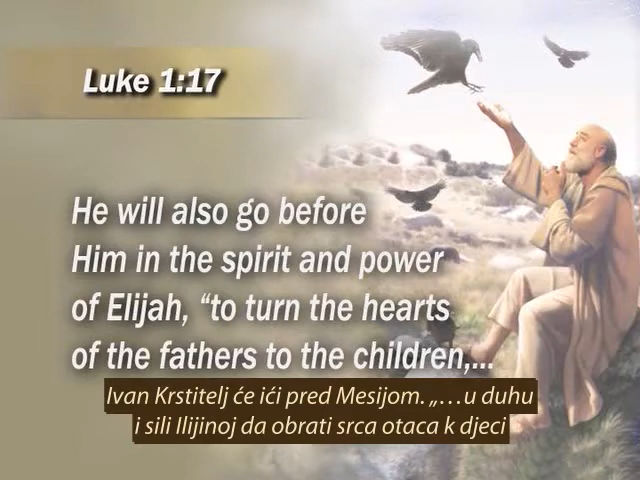 Luke 1:17
He will also go before
Him in the spirit and power
of Elijah, “to turn the hearts
of the fathers to the children,...
Ivan Krstitelj će ići pred Mesijom. „…u duhu
i sili Ilijinoj da obrati srca otaca k djeci